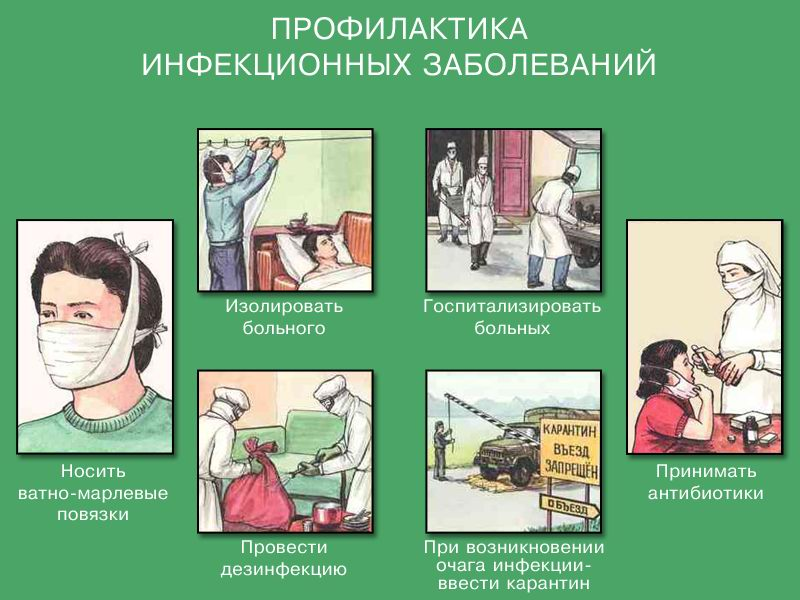 ПРОФИЛАКТИКА
ИНФЕКЦИОННЫХ ЗАБОЛЕВАНИЙ
Изолировать
больного
Госпитализировать
больных
Носить
ватно-марлевые
повязки
Принимать
антибиотики
Провести
дезинфекцию
КАРАНТИН
ВЪЕЗД
ЗАПРЕЩЁН
ОБЪЕЗД
При возникновении
очага инфекции-
ввести карантин